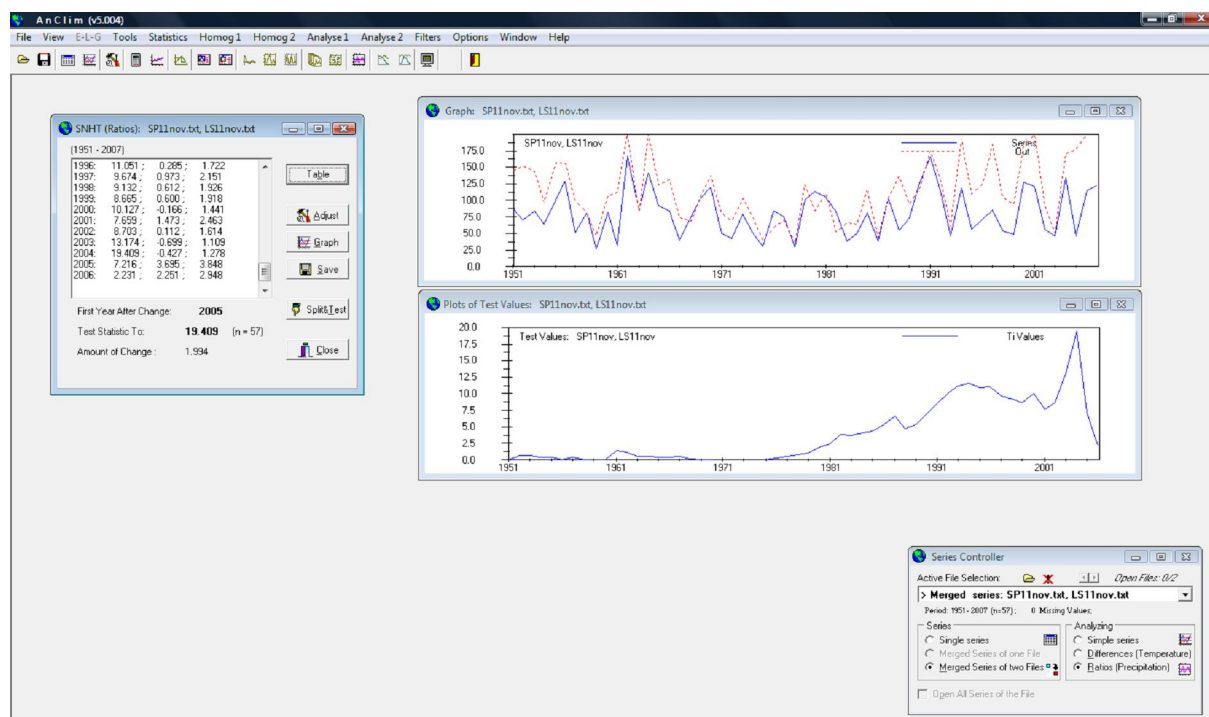 AnClim (v5.004)
File View E-L-G Tools Statistics Homog1 Homog2 Analyse1 Analyse2 Filters Options Window Help
SNHT (Ratios): SP11nov.txt, LS11nov.txt
(1951 - 2007)
1996: 11.051 ; 0.285 ; 1.722
1997: 9.674 ; 0.973 ; 2.151
1998: 9.132 ; 0.612 ; 1.926
1999: 8.665 ; 0.600 ; 1.918
2000: 10.127 ; -0.166 ; 1.441
2001: 7.659 ; 1.473 ; 2.463
2002: 8.703 ; 0.112 ; 1.614
2003: 13.174 ; -0.699 ; 1.109
2004: 19.409 ; -0.427 ; 1.278
2005: 7.216 ; 3.695 ; 3.848
2006: 2.231 ; 2.251 ; 2.948
Table
Adjust
Graph
Save
Split&Test
Close
First Year After Change: 2005
Test Statistic To: 19.409 (n = 57)
Amount of Change : 1.994
Graph: SP11nov.txt, LS11nov.txt
SP11nov, LS11nov
Series
Out
175.0
150.0
125.0
100.0
75.0
50.0
25.0
0.0
1951 1961 1971 1981 1991 2001
Plots of Test Values: SP11nov.txt, LS11nov.txt
Test Values: SP11nov, LS11nov
Ti Values
20.0
17.5
15.0
12.5
10.0
7.5
5.0
2.5
0.0
1951 1961 1971 1981 1991 2001
Series Controller
Active File Selection: Open Files: 0/2
> Merged series: SP11nov.txt, LS11nov.txt
Period: 1951- 2007 (n=57) ; 0 Missing Values;
Series
Single series
Merged Series of one File
Merged Series of two Files
Analyzing
Simple series
Differences (Temperature)
Ratios (Precipitation)
Open All Series of the File